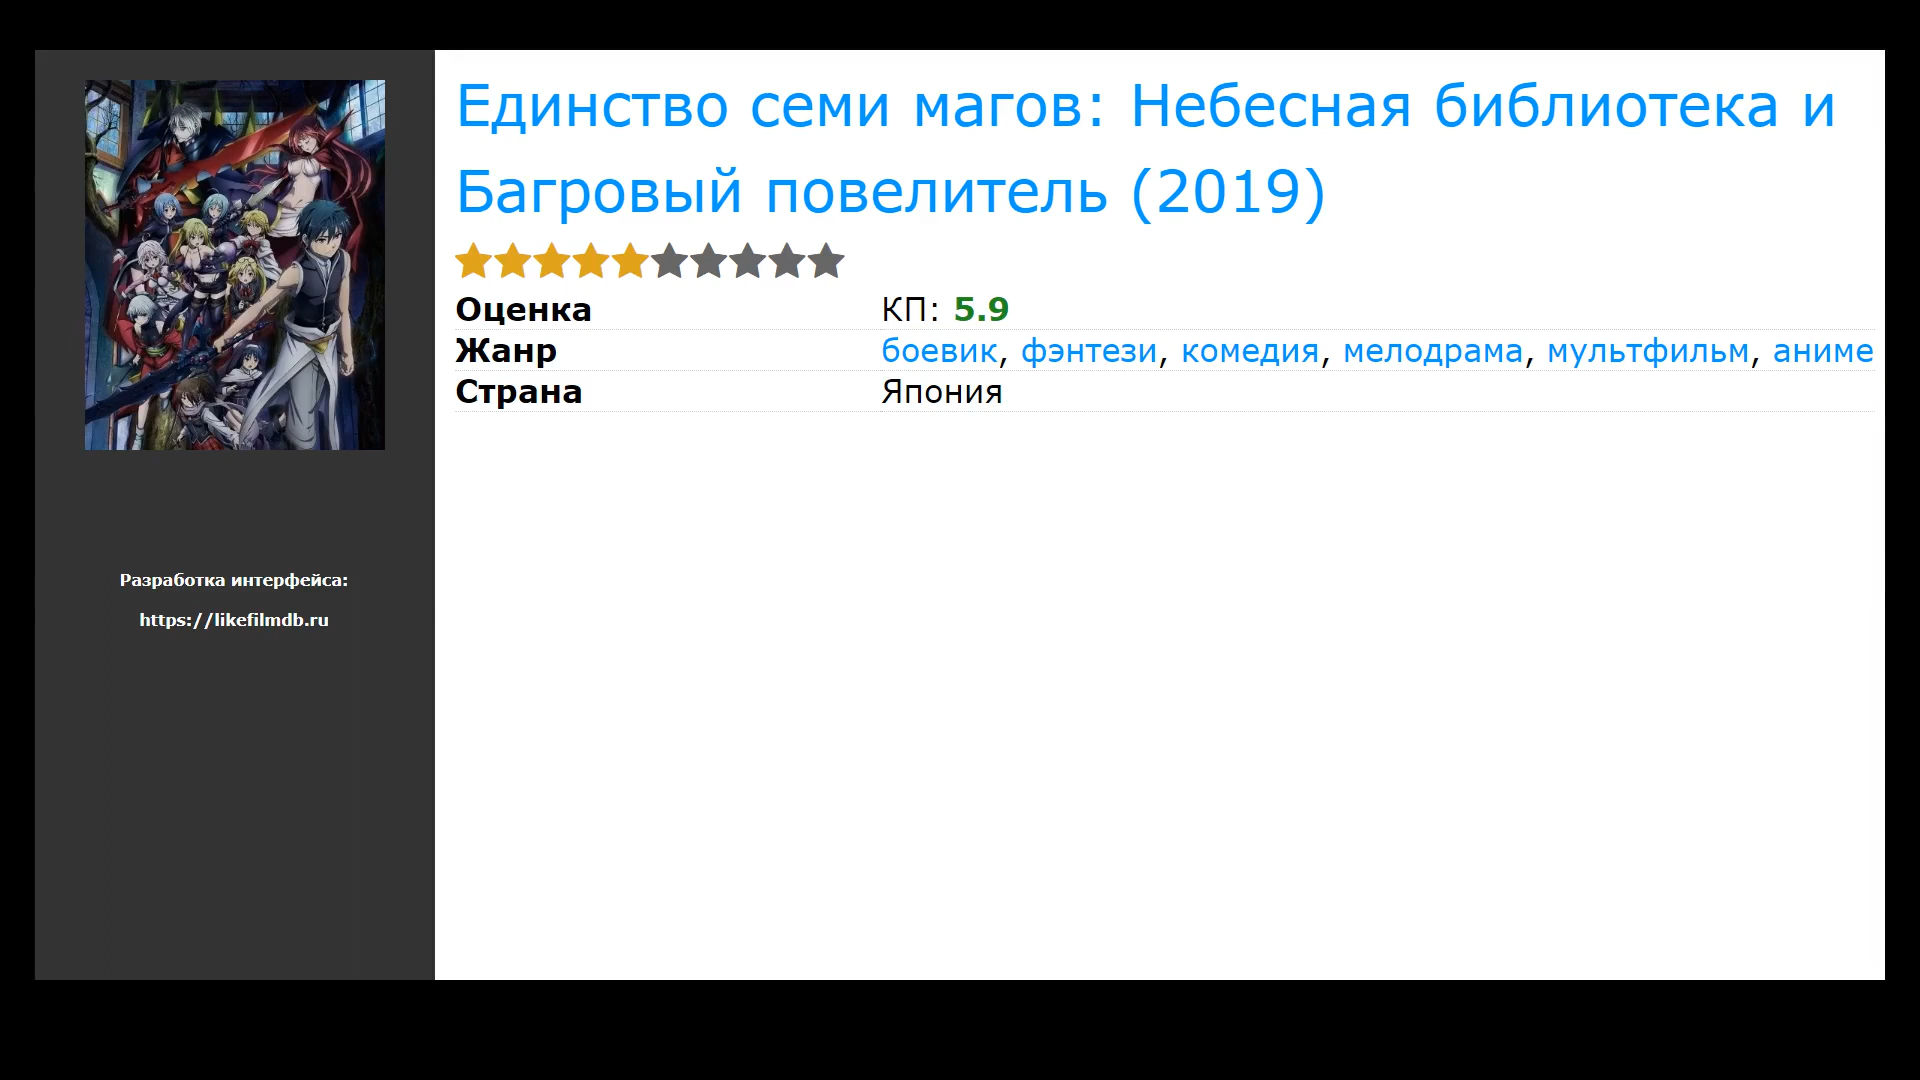 Единство семи магов: Небесная библиотека и
Багровый повелитель (2019)
Оценка КП: 5.9
Жанр боевик, фэнтези, комедия, мелодрама, мультфильм, аниме
Страна Япония
Разработка интерфейса:
https://likefilmdb.ru